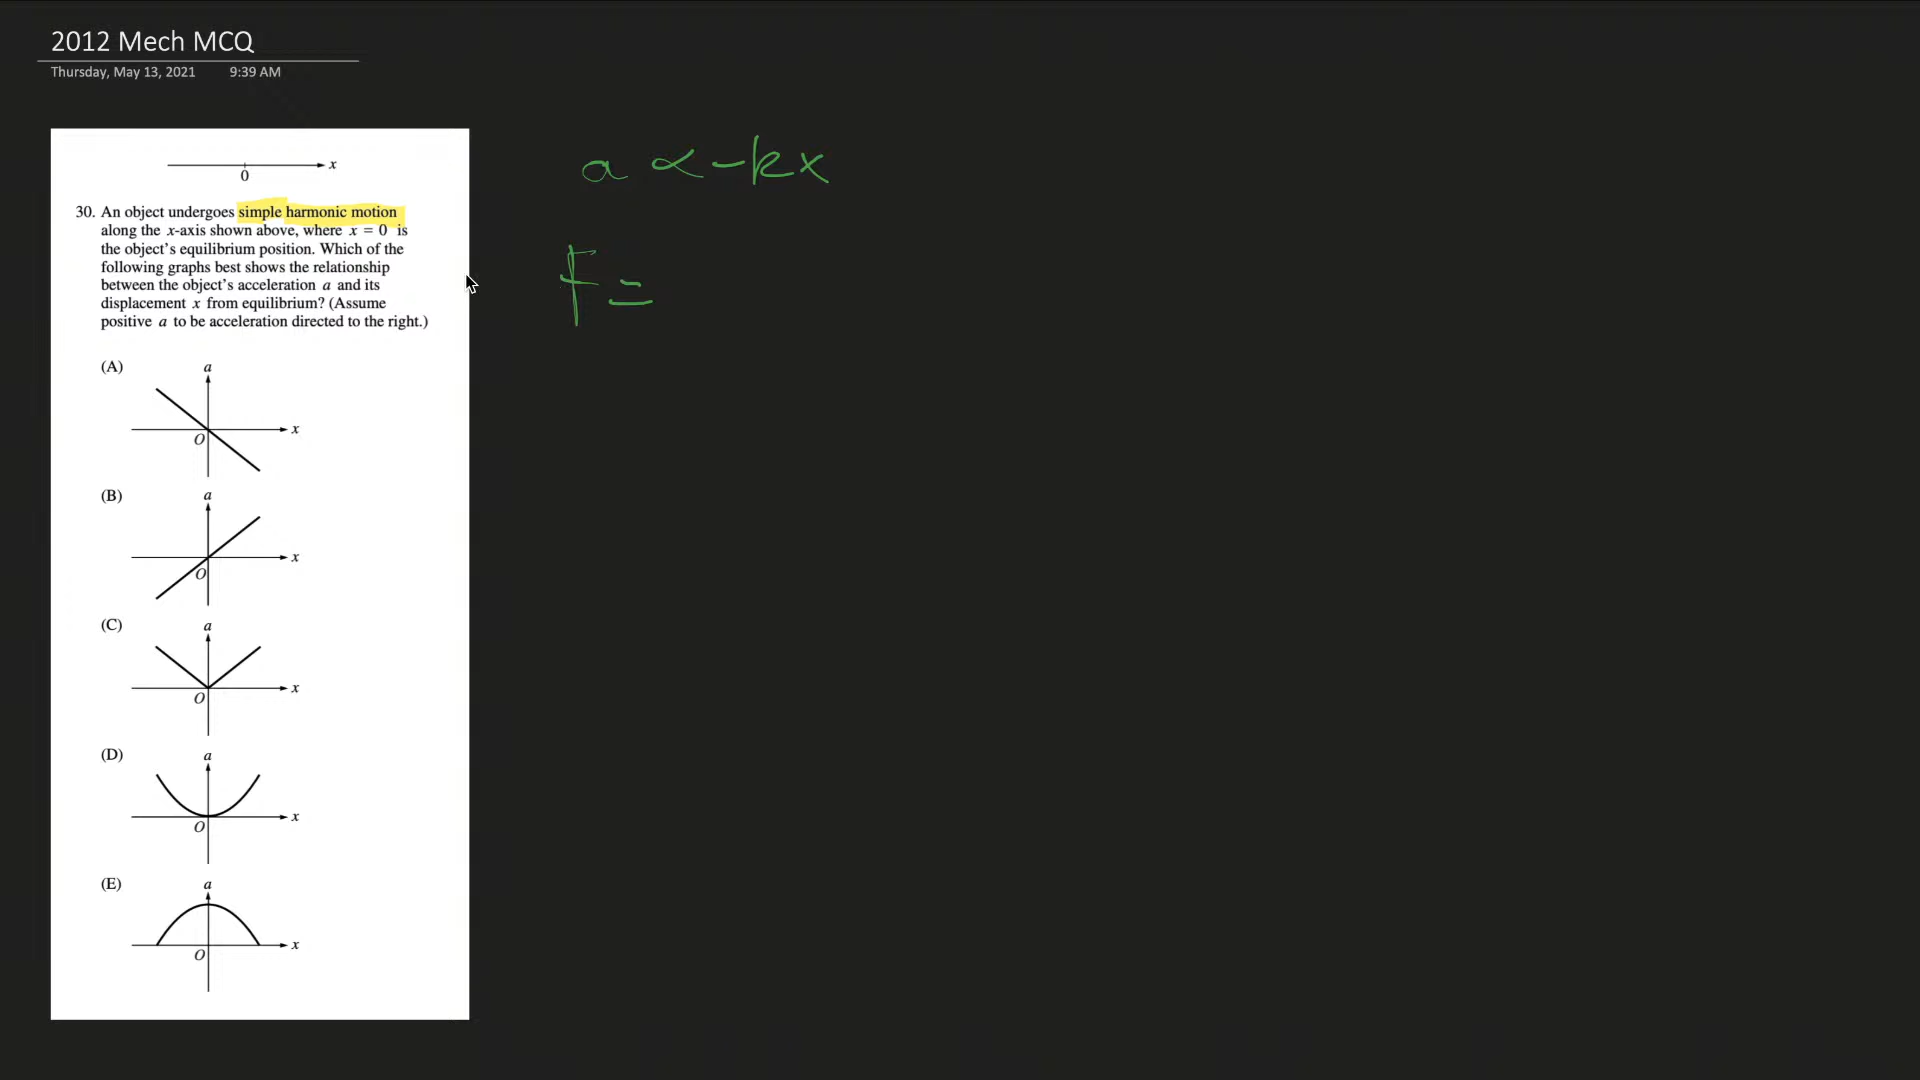 2012 Mech MCQ
Thursday, May 13, 2021 9:39 AM
x
0
30. An object undergoes simple harmonic motion
along the x-axis shown above, where x = 0 is
the object's equilibrium position. Which of the
following graphs best shows the relationship
between the object's acceleration a and its
displacement x from equilibrium? (Assume
positive a to be acceleration directed to the right.)
(A)
a
x
O
(B)
a
x
O
(C)
a
x
O
(D)
a
x
O
(E)
a
x
O
a ∝ -kx
F =